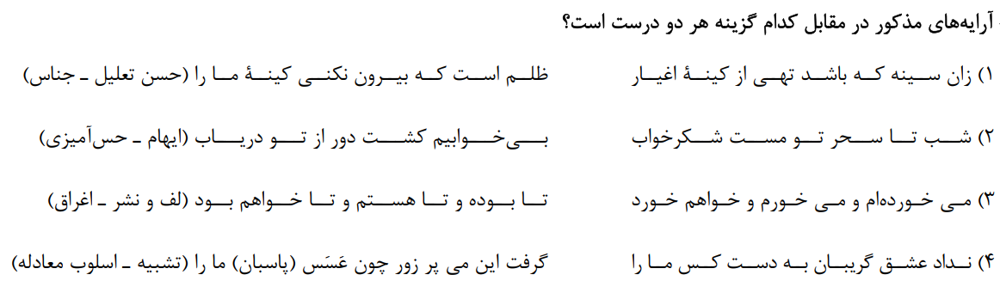 آرایه‌های مذکور در مقابل کدام گزینه هر دو درست است؟
۱) زان سینه که باشد تهی از کینهٔ اغیار ظلم است که بیرون نکنی کینهٔ ما را (حسن تعلیل ـ جناس)
۲) شب تا سحر تو مست شکرخواب بی‌خوابیم کشت دور از تو دریاب (ایهام ـ حس‌آمیزی)
۳) می خورده‌ام و می خورم و خواهم خورد تا بوده و تا هستم و تا خواهم بود (لف و نشر ـ اغراق)
۴) نداد عشق گریبان به دست کس ما را گرفت این می پر زور چون عَسَس (پاسبان) ما را (تشبیه ـ اسلوب معادله)